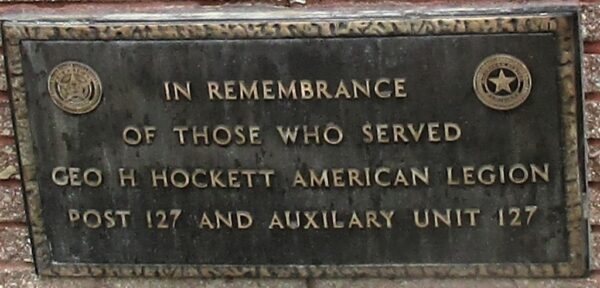 IN REMEMBRANCE
OF THOSE WHO SERVED
GEO H HOCKETT AMERICAN LEGION
POST 127 AND AUXILARY UNIT 127